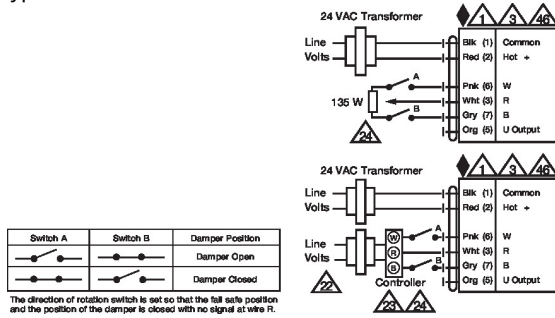 24 VAC Transformer
1 3 46
Line
Volts
Blk (1) Common
Red (2) Hot +
A
Pnk (6) W
135 W
Wht (3) R
B
Gry (7) B
Org (5) U Output
24
24 VAC Transformer
1 3 46
Line
Volts
Blk (1) Common
Red (2) Hot +
A
W
Pnk (6) W
Line
Volts
R
Wht (3) R
B
B
Gry (7) B
Org (5) U Output
22
Controller
23 24
Switch A Switch B Damper Position
Damper Open
Damper Closed
The direction of rotation switch is set so that the fail safe position
and the position of the damper is closed with no signal at wire R.